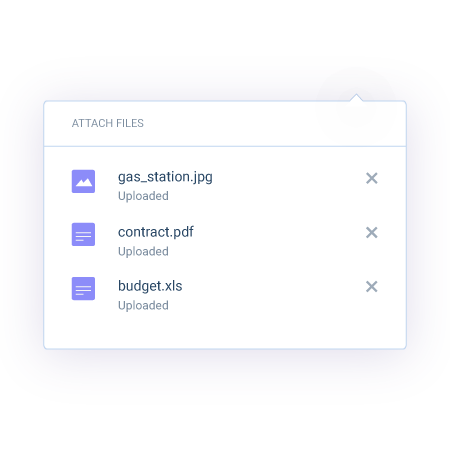 ATTACH FILES
gas_station.jpg
Uploaded
contract.pdf
Uploaded
budget.xls
Uploaded